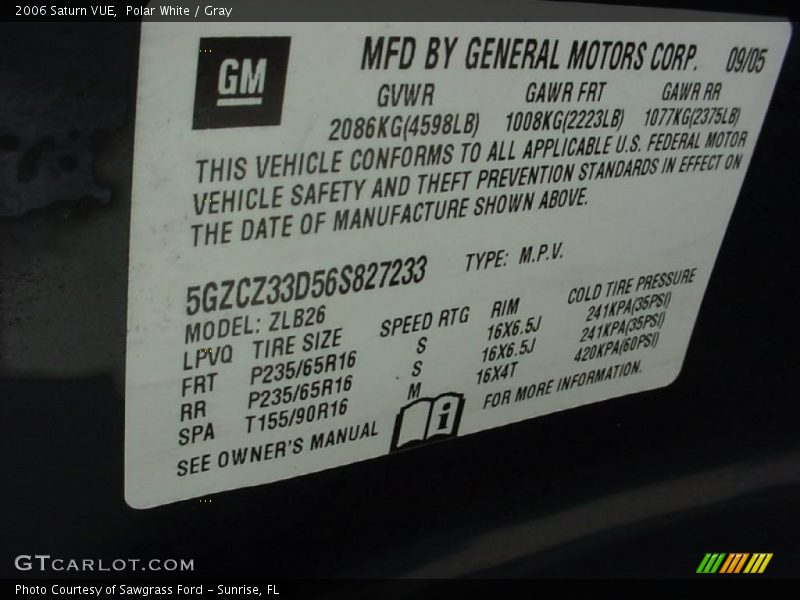 2006 Saturn VUE,  Polar White / Gray
GM
MFD BY GENERAL MOTORS CORP. 09/05
GVWR GAWR FRT GAWR RR
2086KG(4598LB) 1008KG(2223LB) 1077KG(2375LB)
THIS VEHICLE CONFORMS TO ALL APPLICABLE U.S. FEDERAL MOTOR
VEHICLE SAFETY AND THEFT PREVENTION STANDARDS IN EFFECT ON
THE DATE OF MANUFACTURE SHOWN ABOVE.
5GZCZ33D56S827233 TYPE: M.P.V.
MODEL: ZLB26
LPVQ TIRE SIZE SPEED RTG RIM COLD TIRE PRESSURE
FRT P235/65R16 S 16X6.5J 241KPA(35PSI)
RR P235/65R16 S 16X6.5J 241KPA(35PSI)
SPA T155/90R16 M 16X4T 420KPA(60PSI)
SEE OWNER'S MANUAL i FOR MORE INFORMATION.
GTCARLOT.COM
Photo Courtesy of Sawgrass Ford - Sunrise, FL